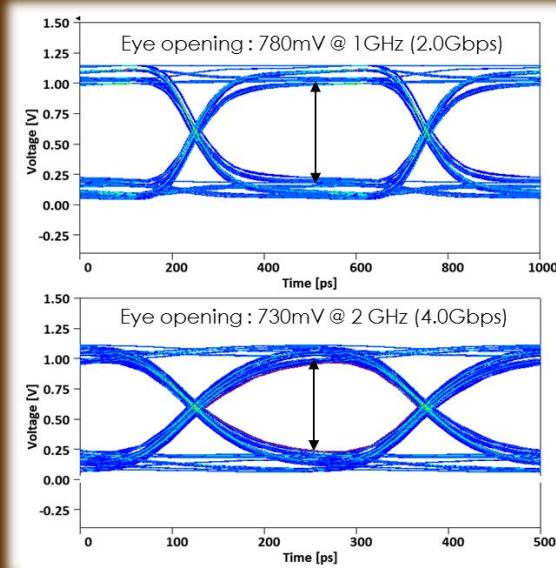 1.50
Eye opening : 780mV @ 1GHz (2.0Gbps)
1.25
1.00
0.75
0.50
0.25
0.00
-0.25
Voltage [V]
0 200 400 600 800 1000
Time [ps]
1.50
Eye opening : 730mV @ 2 GHz (4.0Gbps)
1.25
1.00
0.75
0.50
0.25
0.00
-0.25
Voltage [V]
0 100 200 300 400 500
Time [ps]